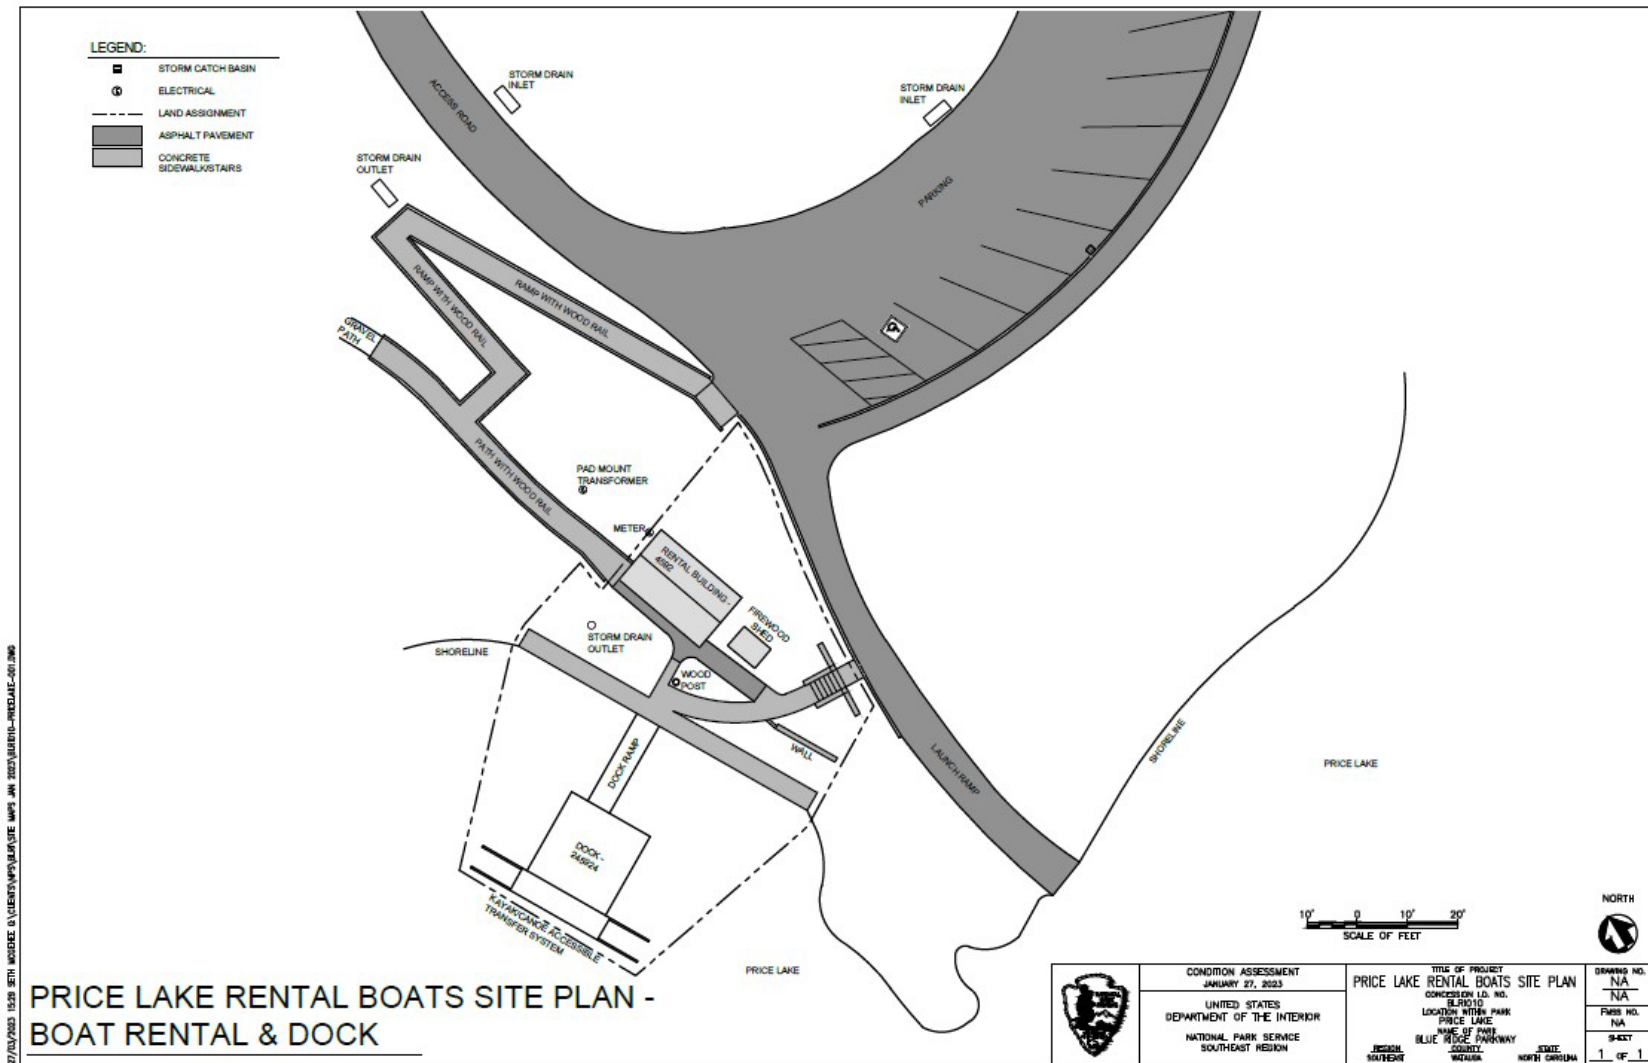 LEGEND:
STORM CATCH BASIN
ELECTRICAL
LAND ASSIGNMENT
ASPHALT PAVEMENT
CONCRETE
SIDEWALK/STAIRS
ACCESS ROAD
STORM DRAIN
INLET
STORM DRAIN
INLET
STORM DRAIN
OUTLET
PARKING
RAMP WITH WOOD RAIL
RAMP WITH WOOD RAIL
GRAVEL
PATH
PATH WITH WOOD RAIL
PAD MOUNT
TRANSFORMER
METER
RENTAL BUILDING -
4592
FIREWOOD
SHED
STORM DRAIN
OUTLET
SHORELINE
WOOD
POST
WALL
DOCK RAMP
LAUNCH RAMP
SHORELINE
PRICE LAKE
DOCK -
245924
KAYAK/CANOE ACCESSIBLE
TRANSFER SYSTEM
PRICE LAKE
10' 0 10' 20'
SCALE OF FEET
NORTH
PRICE LAKE RENTAL BOATS SITE PLAN -
BOAT RENTAL & DOCK
CONDITION ASSESSMENT
JANUARY 27, 2023
UNITED STATES
DEPARTMENT OF THE INTERIOR
NATIONAL PARK SERVICE
SOUTHEAST REGION
TITLE OF PROJECT
PRICE LAKE RENTAL BOATS SITE PLAN
CONCESSION I.D. NO.
BLRI010
LOCATION WITHIN PARK
PRICE LAKE
NAME OF PARK
BLUE RIDGE PARKWAY
REGION COUNTY STATE
SOUTHEAST WATAUGA NORTH CAROLINA
DRAWING NO.
NA
NA
FMSS NO.
NA
SHEET
1 OF 1